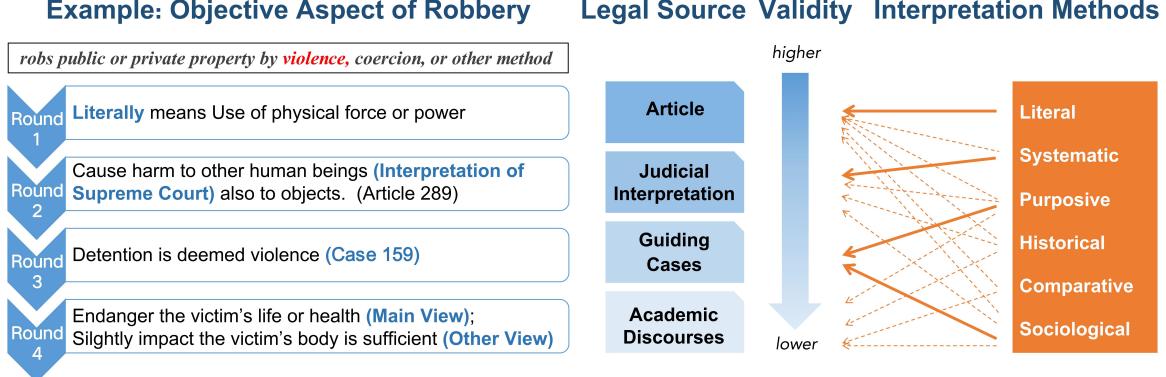 Example: Objective Aspect of Robbery
robs public or private property by violence, coercion, or other method
Round
1
Literally means Use of physical force or power
Round
2
Cause harm to other human beings (Interpretation of
Supreme Court) also to objects. (Article 289)
Round
3
Detention is deemed violence (Case 159)
Round
4
Endanger the victim's life or health (Main View);
Silghtly impact the victim's body is sufficient (Other View)
Legal Source
Article
Judicial
Interpretation
Guiding
Cases
Academic
Discourses
Validity
higher
lower
Interpretation Methods
Literal
Systematic
Purposive
Historical
Comparative
Sociological